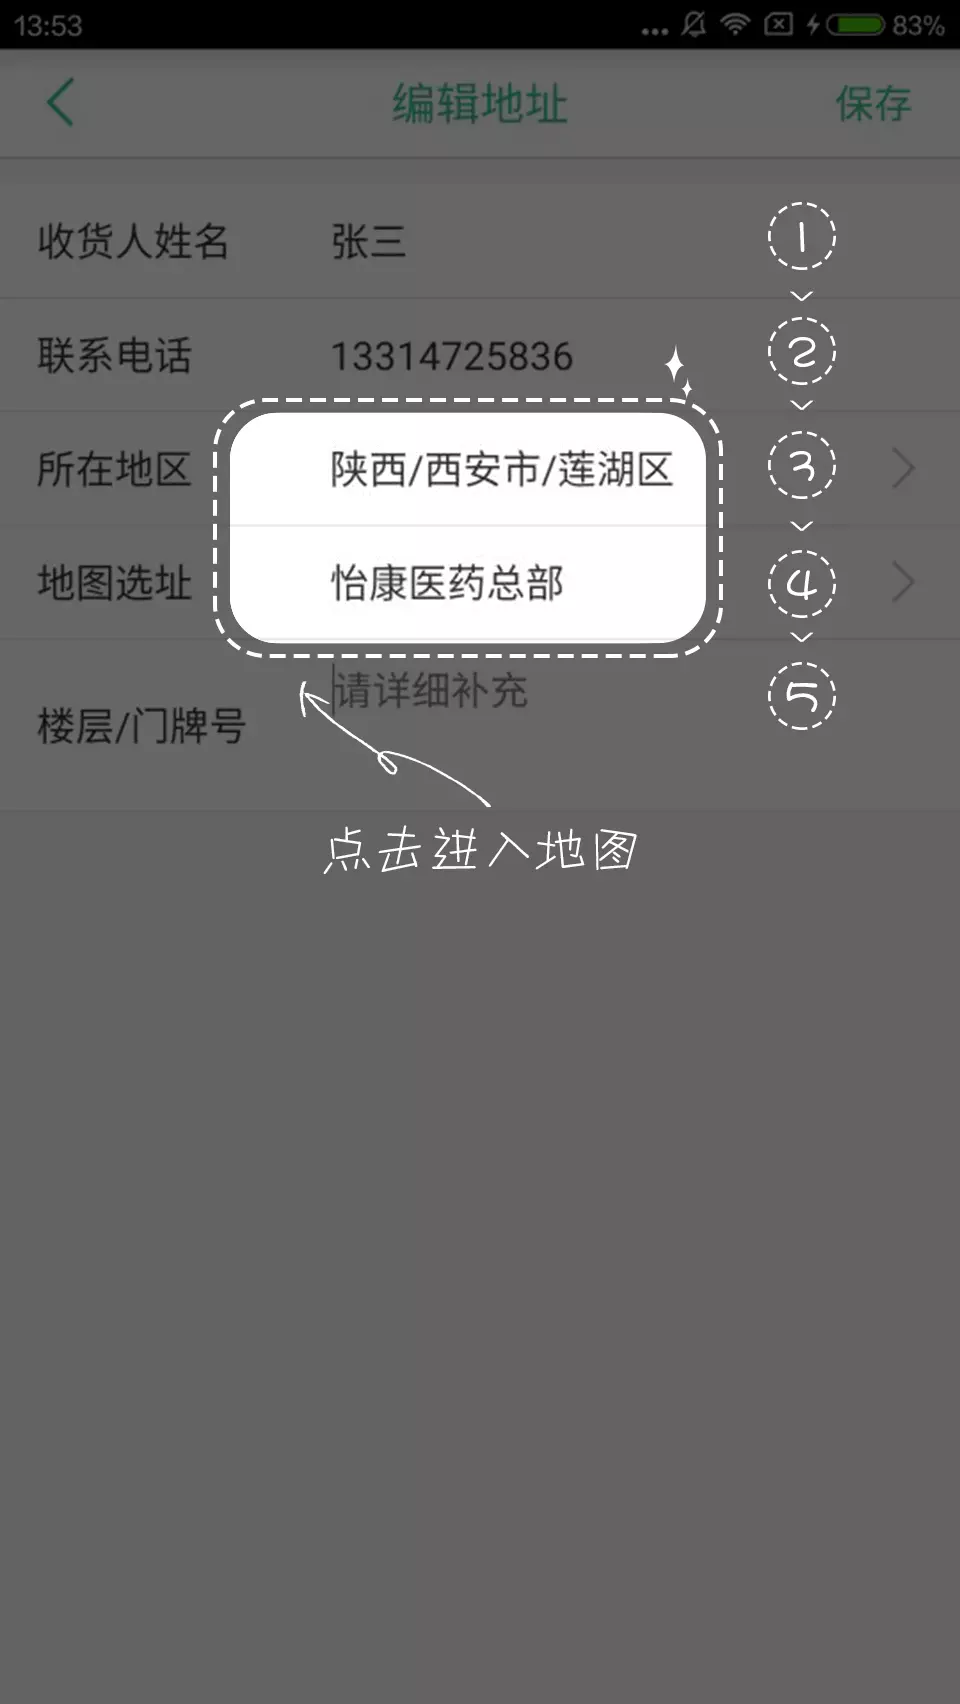 13:53 83%
编辑地址 保存
收货人姓名 张三 1
联系电话 13314725836 2
所在地区 陕西/西安市/莲湖区 3
地图选址 怡康医药总部 4
楼层/门牌号 请详细补充 5
点击进入地图